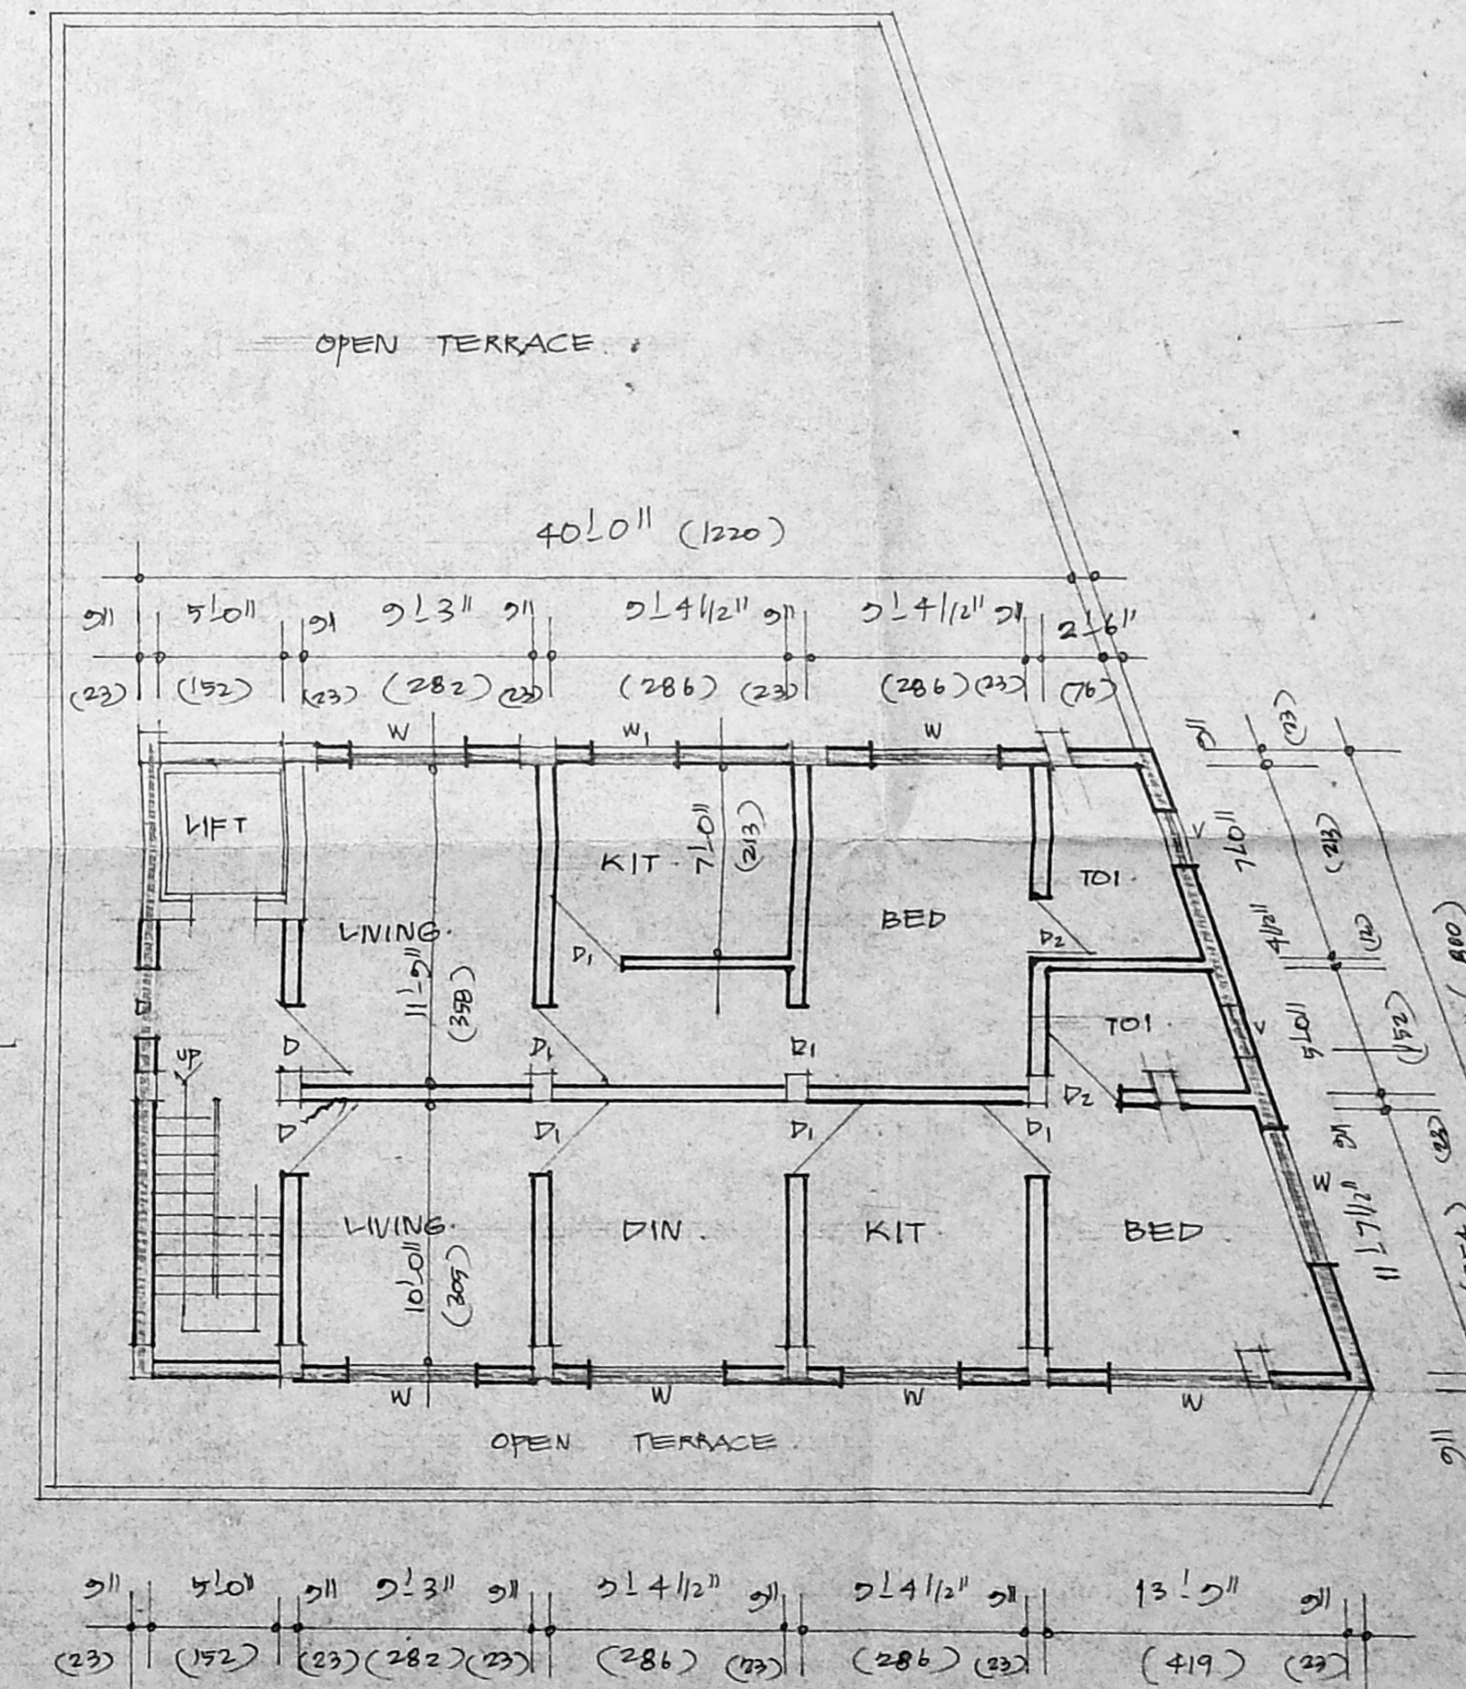 OPEN TERRACE.
40'-0" (1220)
9" 5'-0" 9" 9'-3" 9" 9'-4 1/2" 9" 9'-4 1/2" 9" 2'-6"
(23) (152) (23) (282) (23) (286) (23) (286) (23) (76)
W W1 W
9" (23)
LIFT
KIT.
7'-0" (213)
TOI.
V
7'-0" (213)
LIVING.
BED
D1
D2
4 1/2" (12)
11'-9" (358)
TOI.
V
5'-0" (152)
UP
D D1 D1
D2
D D1 D1 D1
9" (23)
W
LIVING. DIN. KIT. BED
11'-7 1/2"
10'-0" (305)
W W W W
OPEN TERRACE.
9"
9" 5'-0" 9" 9'-3" 9" 9'-4 1/2" 9" 9'-4 1/2" 9" 13'-9" 9"
(23) (152) (23) (282) (23) (286) (23) (286) (23) (419) (23)